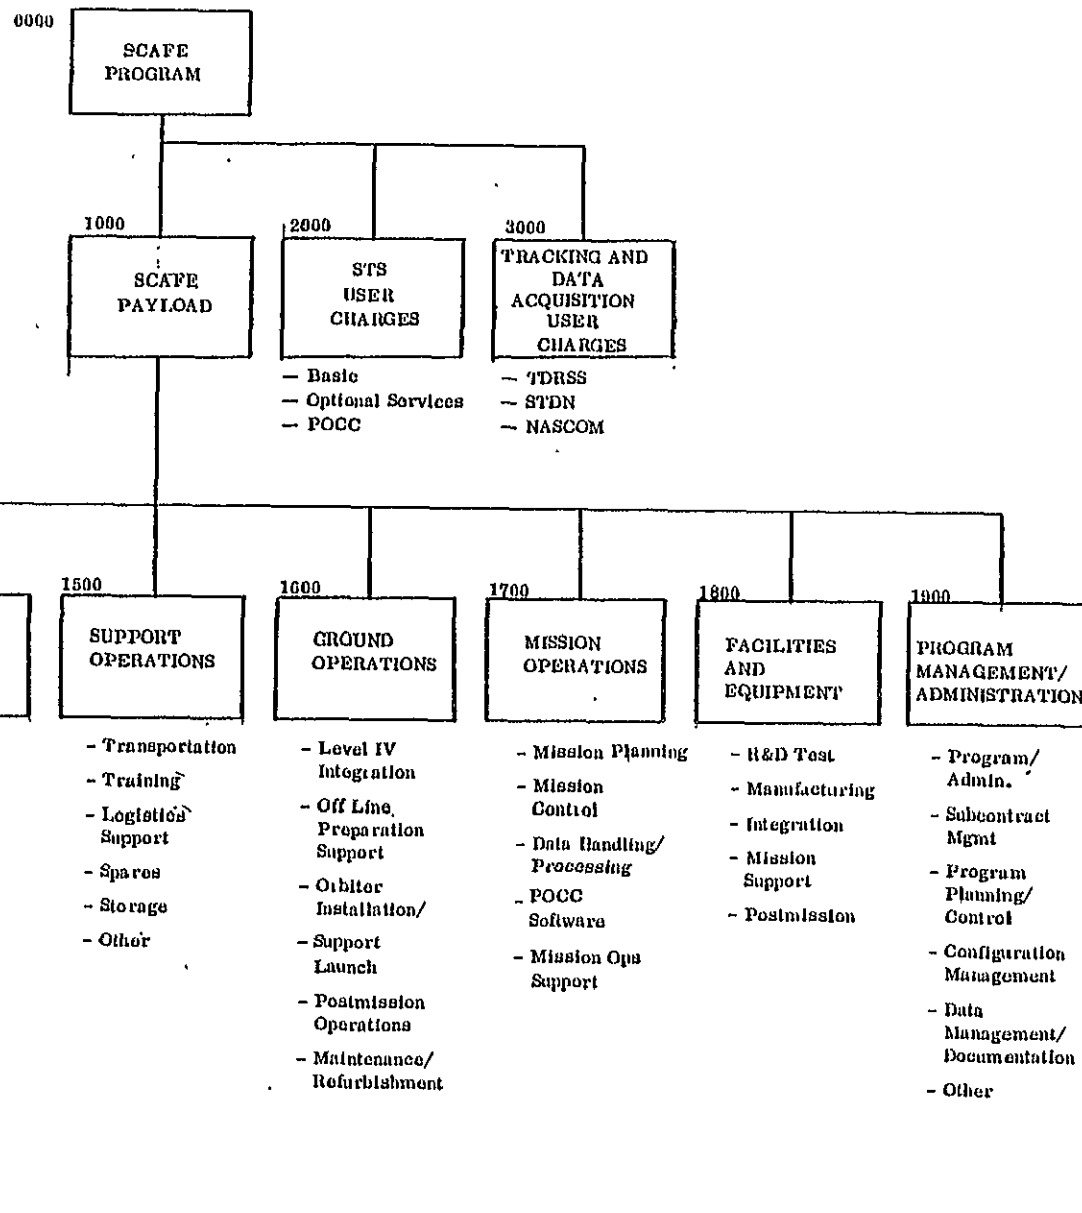 0000
SCAFE
PROGRAM
1000
SCAFE
PAYLOAD
2000
STS
USER
CHARGES
— Basic
— Optional Services
— POCC
3000
TRACKING AND
DATA
ACQUISITION
USER
CHARGES
— TDRSS
— STDN
— NASCOM
1500
SUPPORT
OPERATIONS
- Transportation
- Training
- Logistics
Support
- Spares
- Storage
- Other
1600
GROUND
OPERATIONS
- Level IV
Integration
- Off Line
Preparation
Support
- Orbiter
Installation/
- Support
Launch
- Postmission
Operations
- Maintenance/
Refurbishment
1700
MISSION
OPERATIONS
- Mission Planning
- Mission
Control
- Data Handling/
Processing
- POCC
Software
- Mission Ops
Support
1800
FACILITIES
AND
EQUIPMENT
- R&D Test
- Manufacturing
- Integration
- Mission
Support
- Postmission
1900
PROGRAM
MANAGEMENT/
ADMINISTRATION
- Program/
Admin.
- Subcontract
Mgmt
- Program
Planning/
Control
- Configuration
Management
- Data
Management/
Documentation
- Other